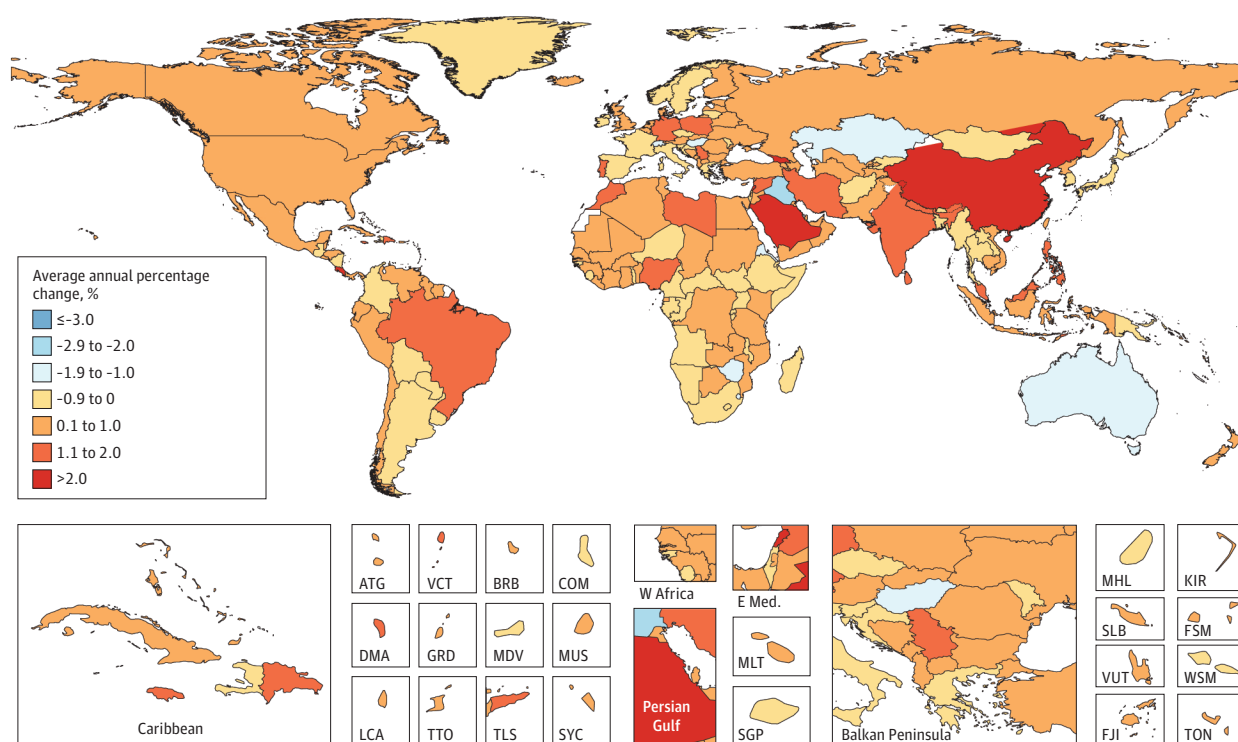 Average annual percentage
change, %
≤-3.0
-2.9 to -2.0
-1.9 to -1.0
-0.9 to 0
0.1 to 1.0
1.1 to 2.0
>2.0
Caribbean
ATG
VCT
BRB
COM
DMA
GRD
MDV
MUS
LCA
TTO
TLS
SYC
W Africa
E Med.
Persian
Gulf
MLT
SGP
Balkan Peninsula
MHL
KIR
SLB
FSM
VUT
WSM
FJI
TON